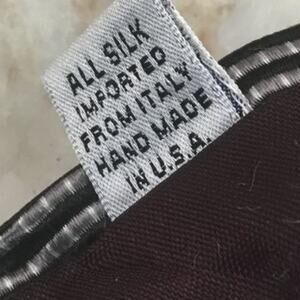 ALL SILK
IMPORTED
FROM ITALY
HAND MADE
IN U.S.A.